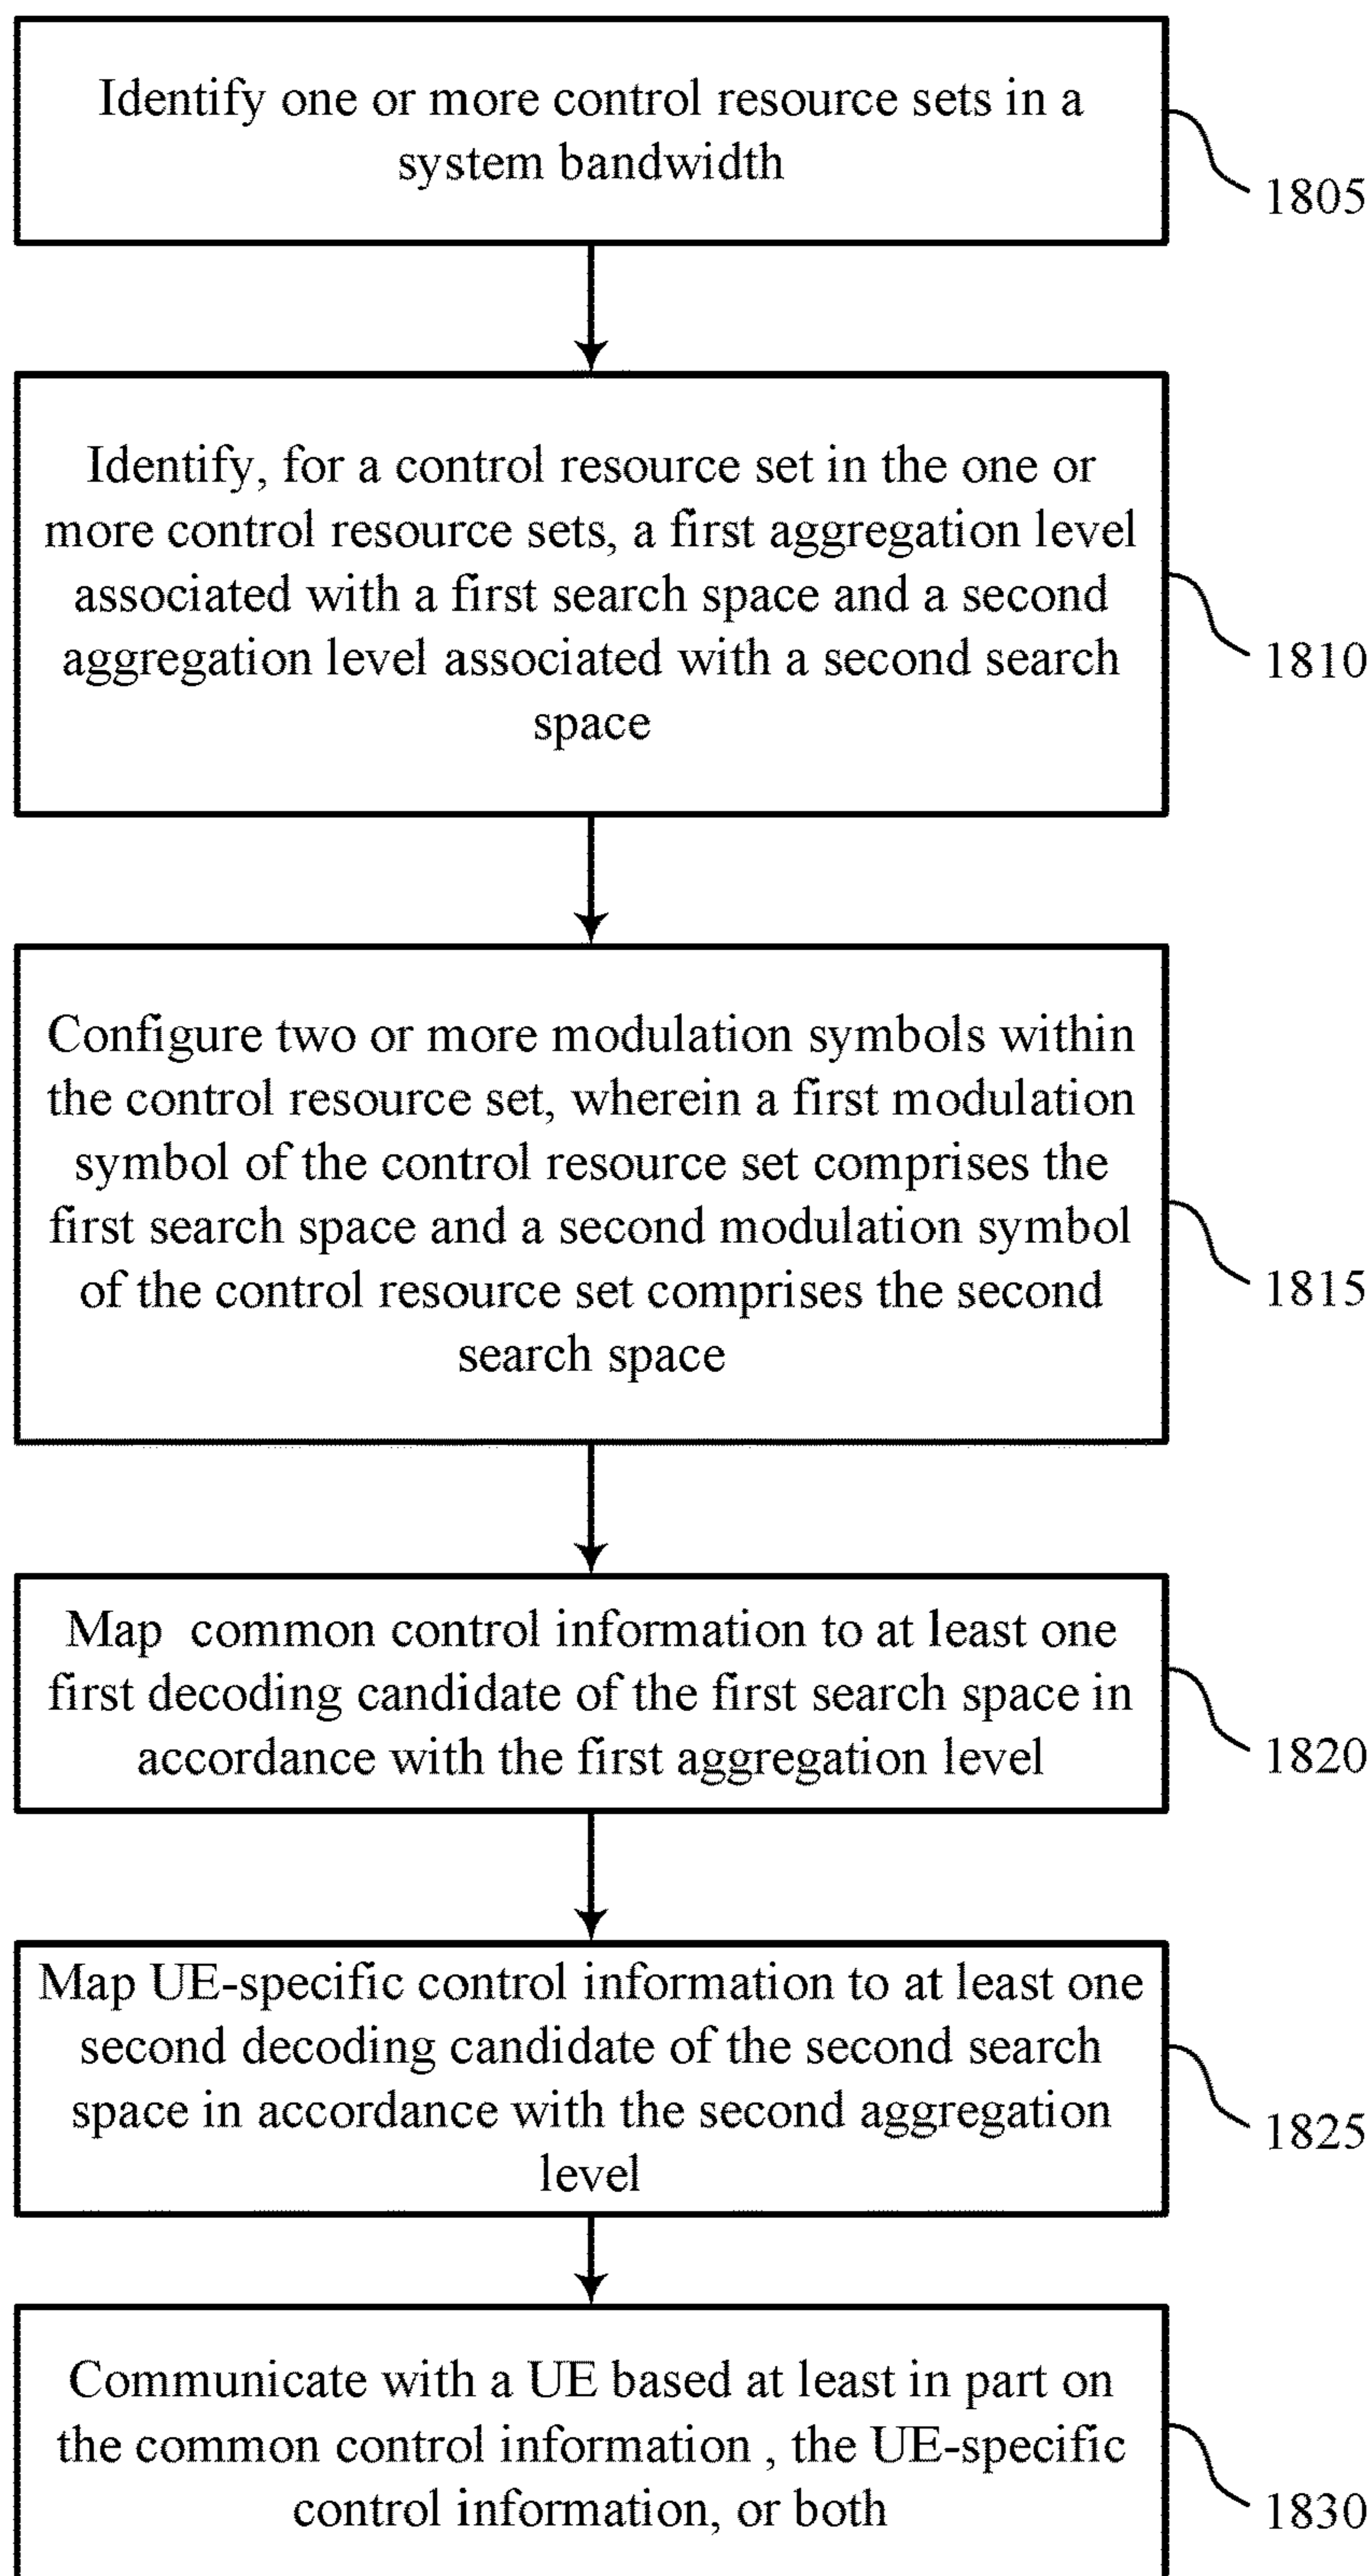 Identify one or more control resource sets in a
system bandwidth
1805
Identify, for a control resource set in the one or
more control resource sets, a first aggregation level
associated with a first search space and a second
aggregation level associated with a second search
space
1810
Configure two or more modulation symbols within
the control resource set, wherein a first modulation
symbol of the control resource set comprises the
first search space and a second modulation symbol
of the control resource set comprises the second
search space
1815
Map common control information to at least one
first decoding candidate of the first search space in
accordance with the first aggregation level
1820
Map UE-specific control information to at least one
second decoding candidate of the second search
space in accordance with the second aggregation
level
1825
Communicate with a UE based at least in part on
the common control information , the UE-specific
control information, or both
1830